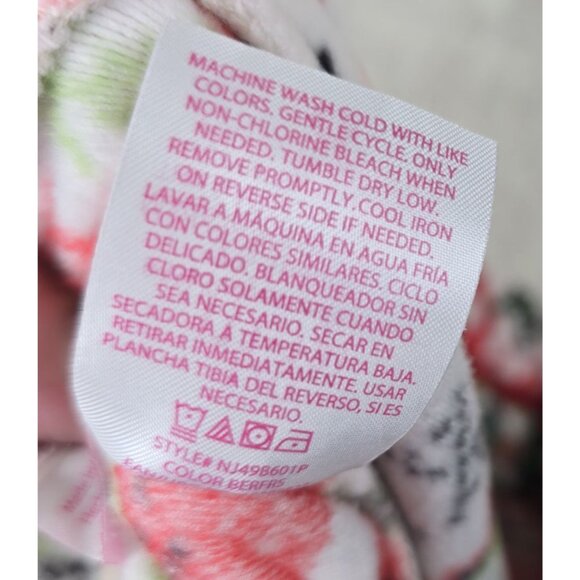 MACHINE WASH COLD WITH LIKE
COLORS. GENTLE CYCLE. ONLY
NON-CHLORINE BLEACH WHEN
NEEDED. TUMBLE DRY LOW.
REMOVE PROMPTLY. COOL IRON
ON REVERSE SIDE IF NEEDED.
LAVAR A MÁQUINA EN AGUA FRÍA
CON COLORES SIMILARES. CICLO
DELICADO. BLANQUEADOR SIN
CLORO SOLAMENTE CUANDO
SEA NECESARIO. SECAR EN
SECADORA A TEMPERATURA BAJA.
RETIRAR INMEDIATAMENTE. USAR
PLANCHA TIBIA DEL REVERSO, SI ES
NECESARIO.
STYLE# NJ49B601P
COLOR BERFRS